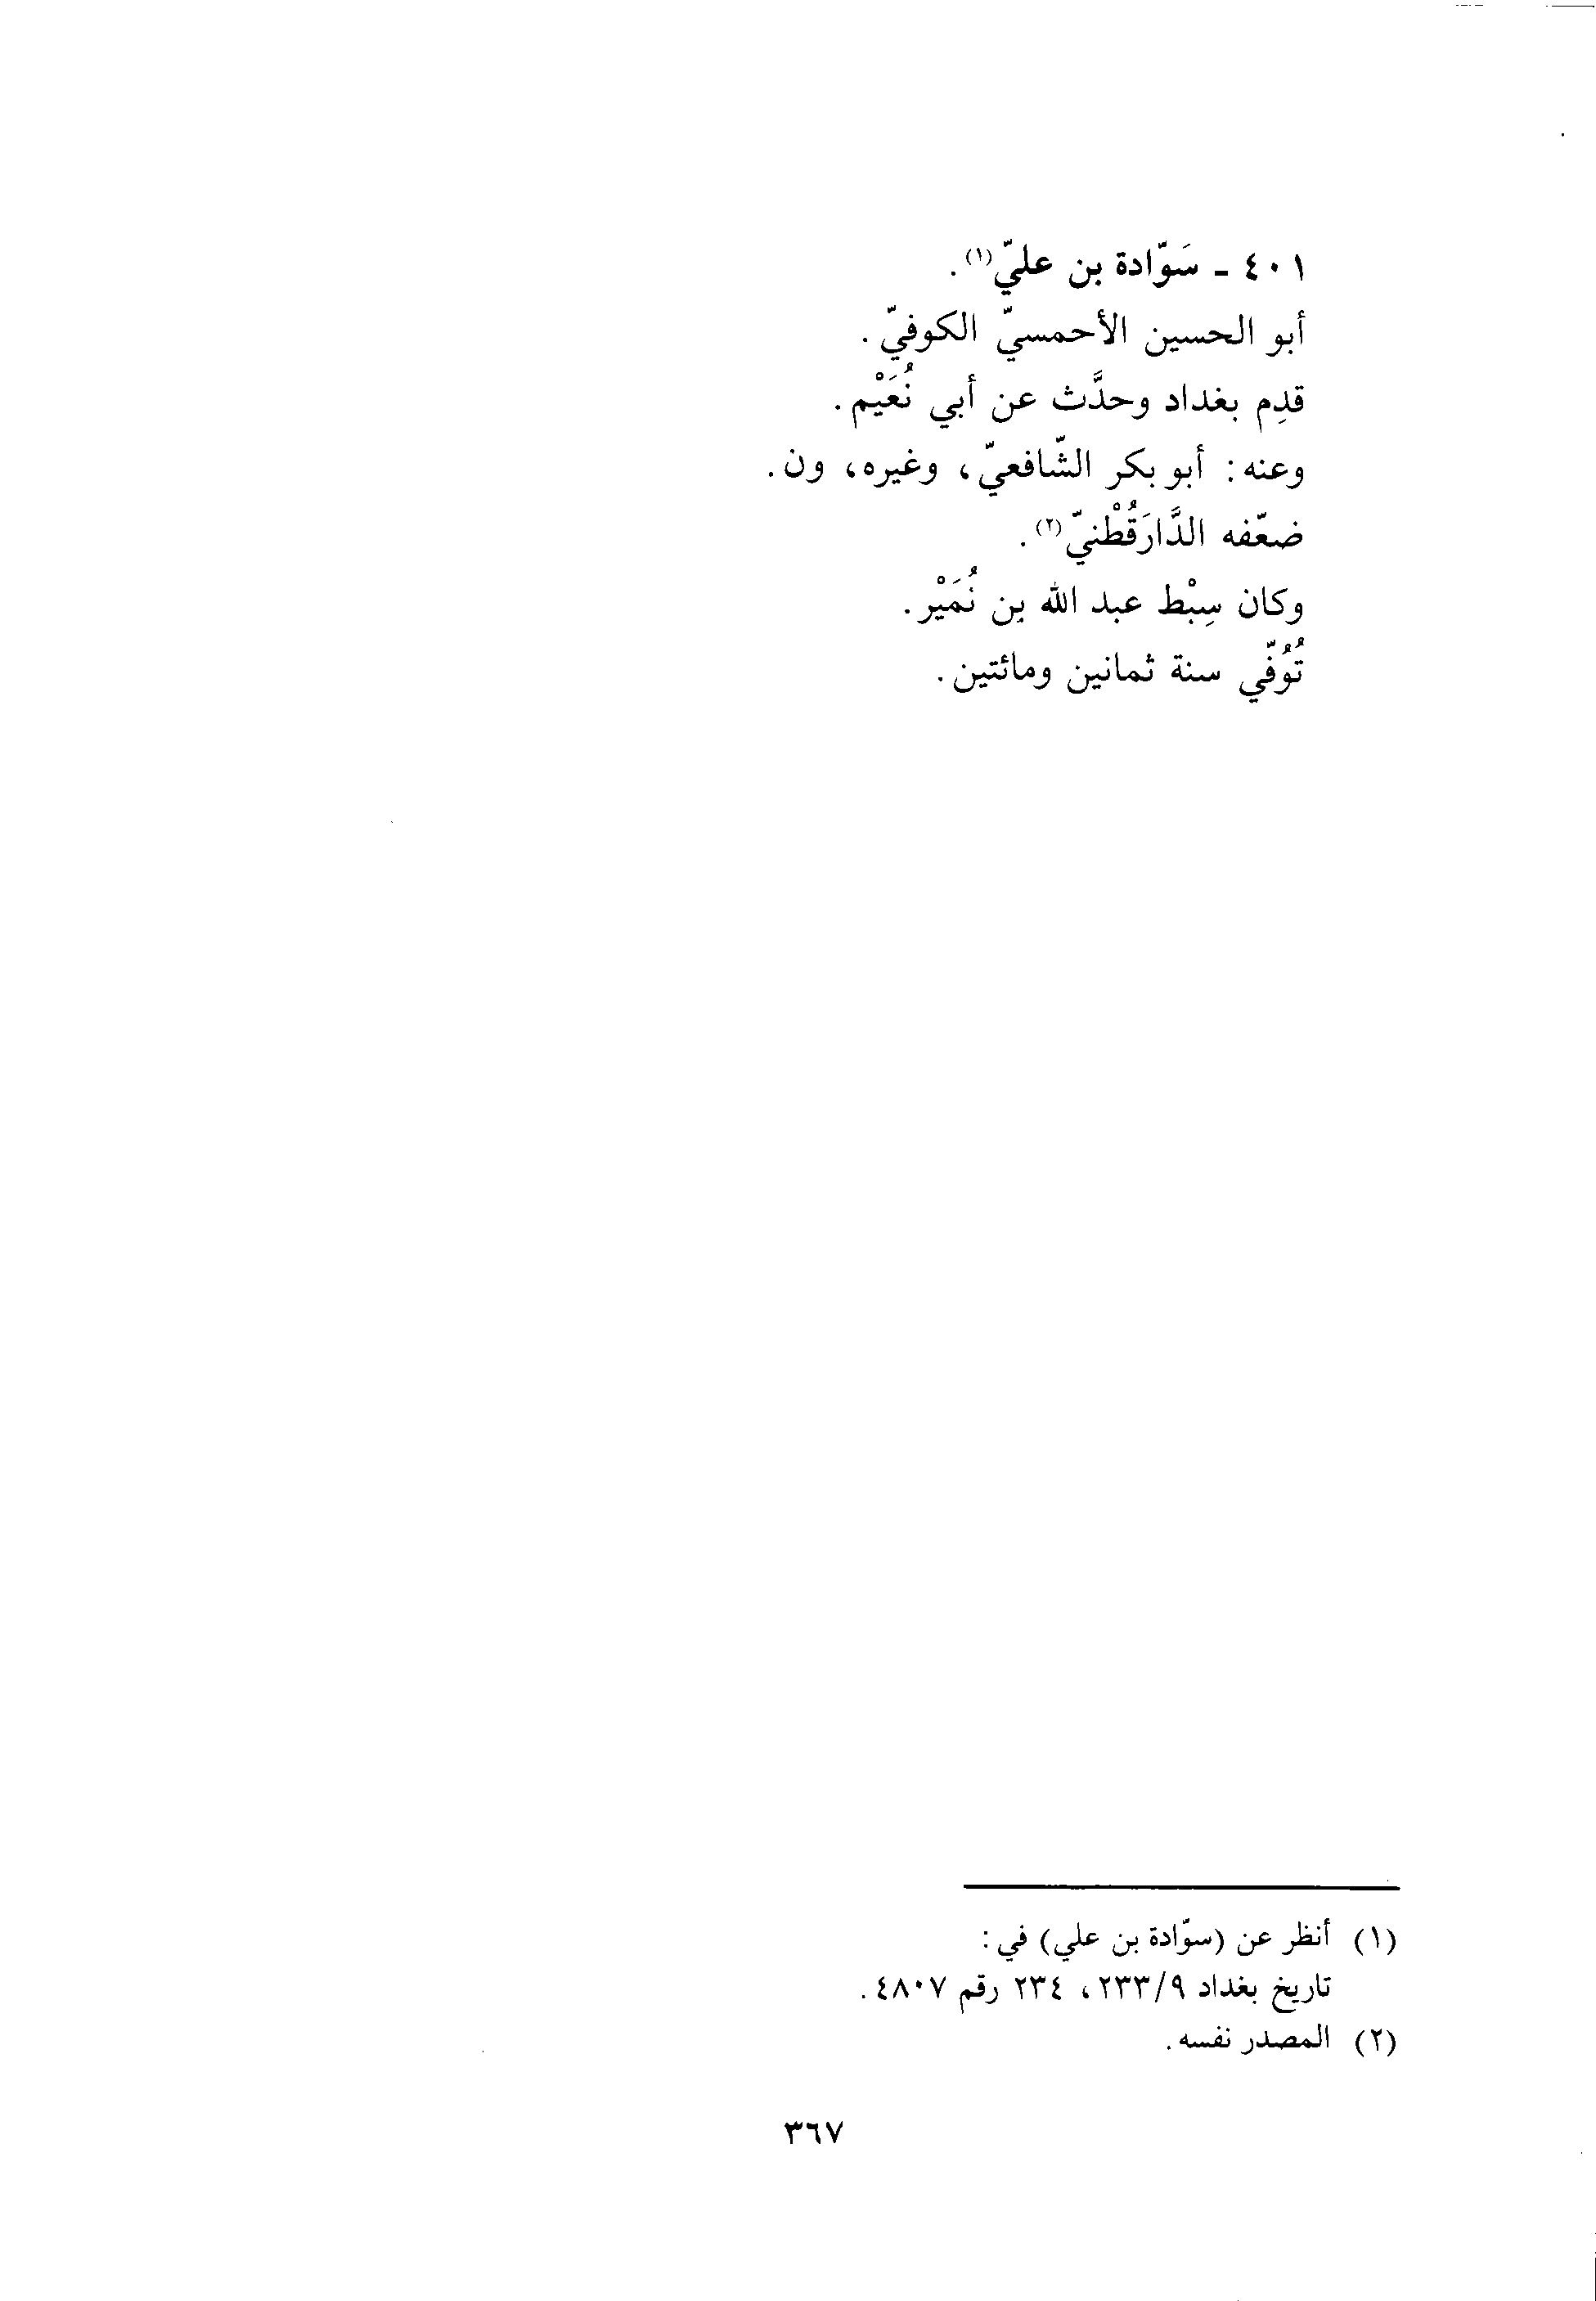 ٤٠١ - سَوّادة بن عليّ(١).
أبو الحسين الأحمسيّ الكوفيّ.
قدِم بغداد وحدَّث عن أبي نُعَيْم.
وعنه: أبو بكر الشّافعيّ، وغيره، ون.
ضعّفه الدَّارَقُطْنيّ(٢).
وكان سِبْط عبد الله بن نُمَيْر.
تُوُفّي سنة ثمانين ومائتين.
(١) أنظر عن (سوّادة بن علي) في:
تاريخ بغداد ٩/٢٣٣، ٢٣٤ رقم ٤٨٠٧.
(٢) المصدر نفسه.
٣٦٧